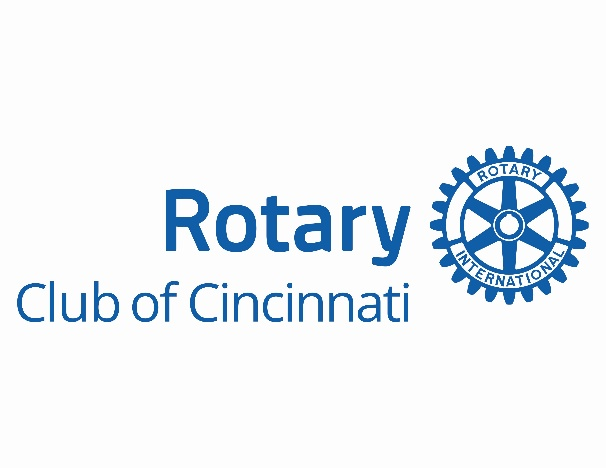 Rotary
Club of Cincinnati
ROTARY
INTERNATIONAL